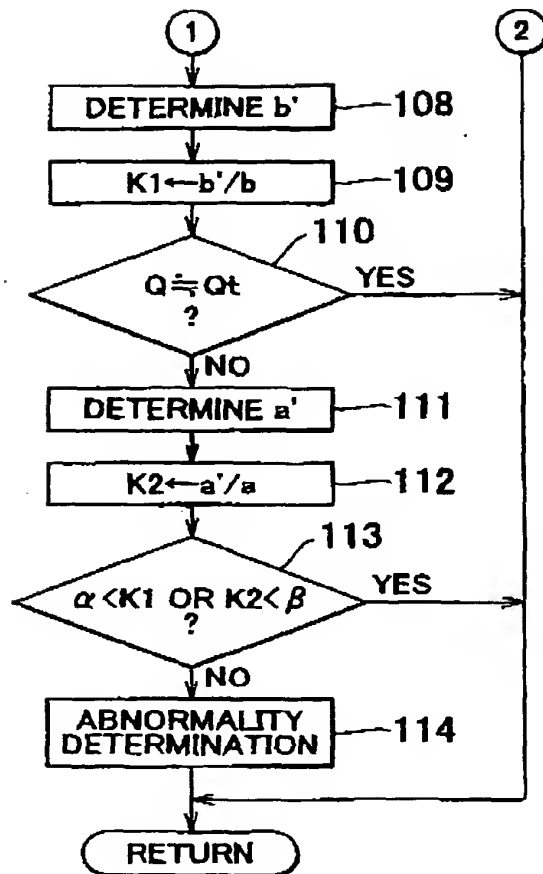 1
2
DETERMINE b'
108
K1←b'/b
109
110
Q≒Qt
?
YES
NO
DETERMINE a'
111
K2←a'/a
112
113
α<K1 OR K2<β
?
YES
NO
ABNORMALITY
DETERMINATION
114
RETURN